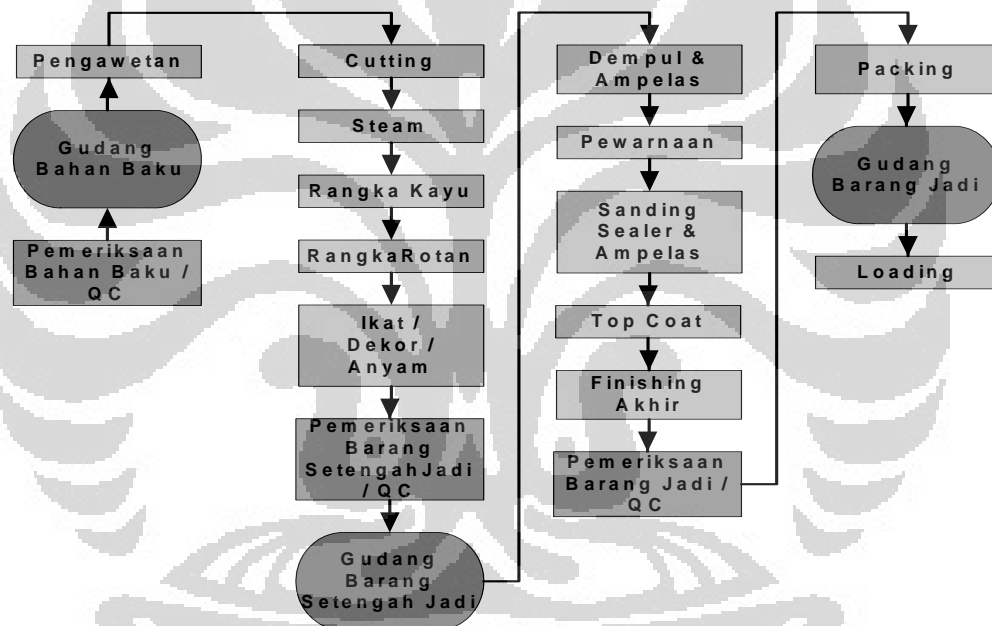 Pengawetan
Gudang
Bahan Baku
Pemeriksaan
Bahan Baku /
QC
Cutting
Steam
Rangka Kayu
RangkaRotan
Ikat /
Dekor /
Anyam
Pemeriksaan
Barang
SetengahJadi
/ QC
Gudang
Barang
Setengah Jadi
Dempul &
Ampelas
Pewarnaan
Sanding
Sealer &
Ampelas
Top Coat
Finishing
Akhir
Pemeriksaan
Barang Jadi /
QC
Packing
Gudang
Barang Jadi
Loading